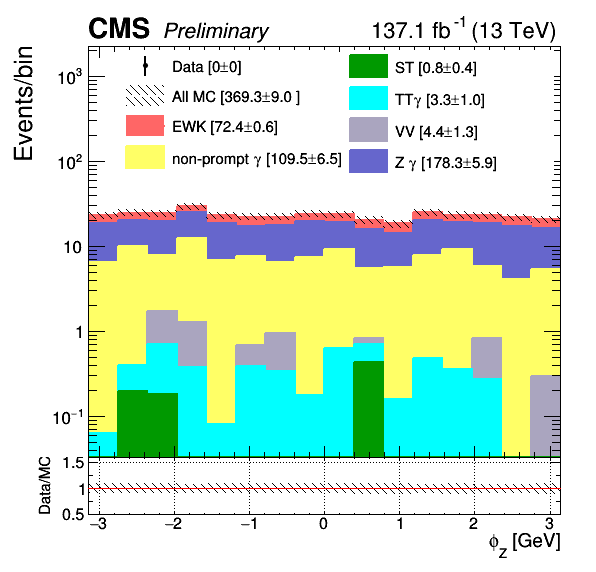 CMS Preliminary 137.1 fb⁻¹ (13 TeV)
Events/bin
10³
10²
10
1
10⁻¹
Data [0±0]
All MC [369.3±9.0 ]
EWK [72.4±0.6]
non-prompt γ [109.5±6.5]
ST [0.8±0.4]
TTγ [3.3±1.0]
VV [4.4±1.3]
Z γ [178.3±5.9]
Data/MC
1.5
1
0.5
−3 −2 −1 0 1 2 3
ϕ_Z [GeV]